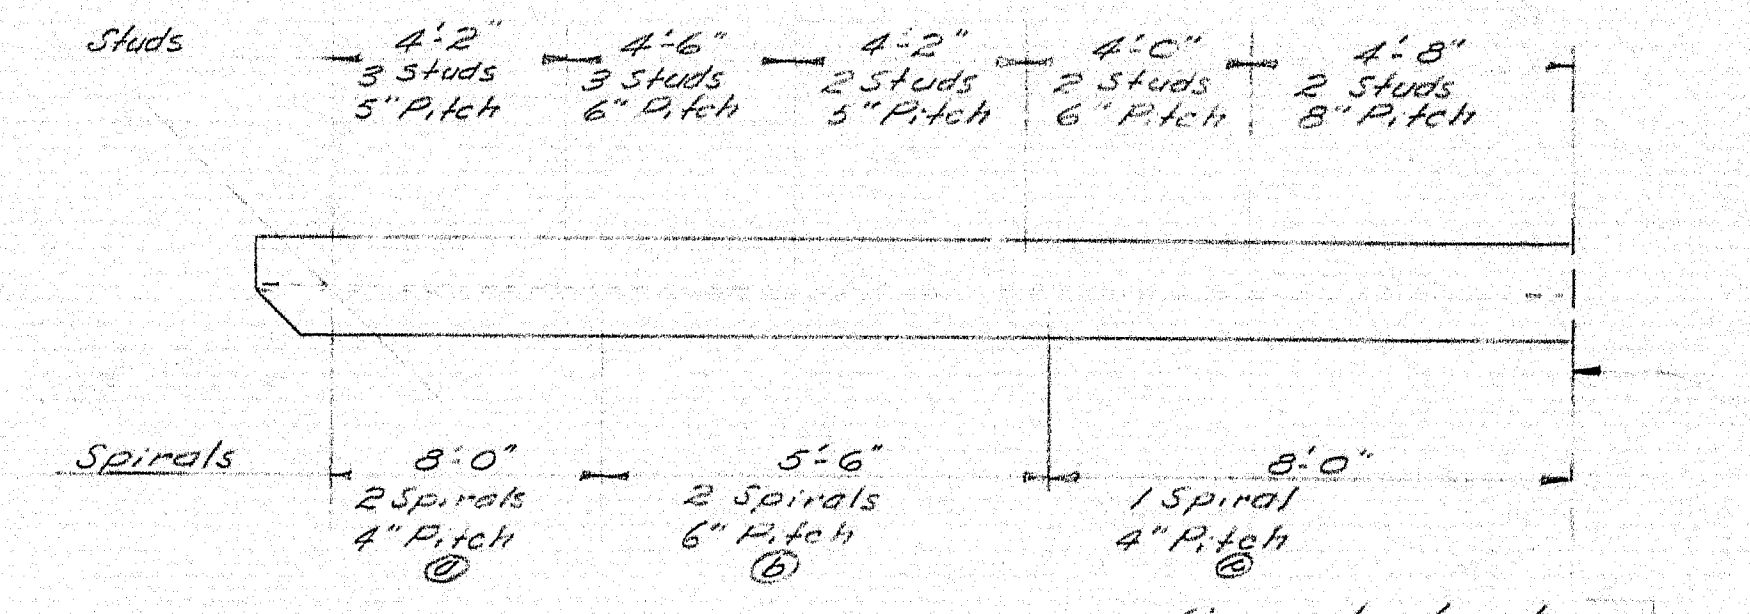 Studs
4'-2" 4'-6" 4'-2" 4'-0" 4'-8"
3 Studs 3 Studs 2 Studs 2 Studs 2 Studs
5" Pitch 6" Pitch 5" Pitch 6" Pitch 8" Pitch
Spirals
8'-0" 5'-6" 8'-0"
2 Spirals 2 Spirals 1 Spiral
4" Pitch 6" Pitch 4" Pitch
a b